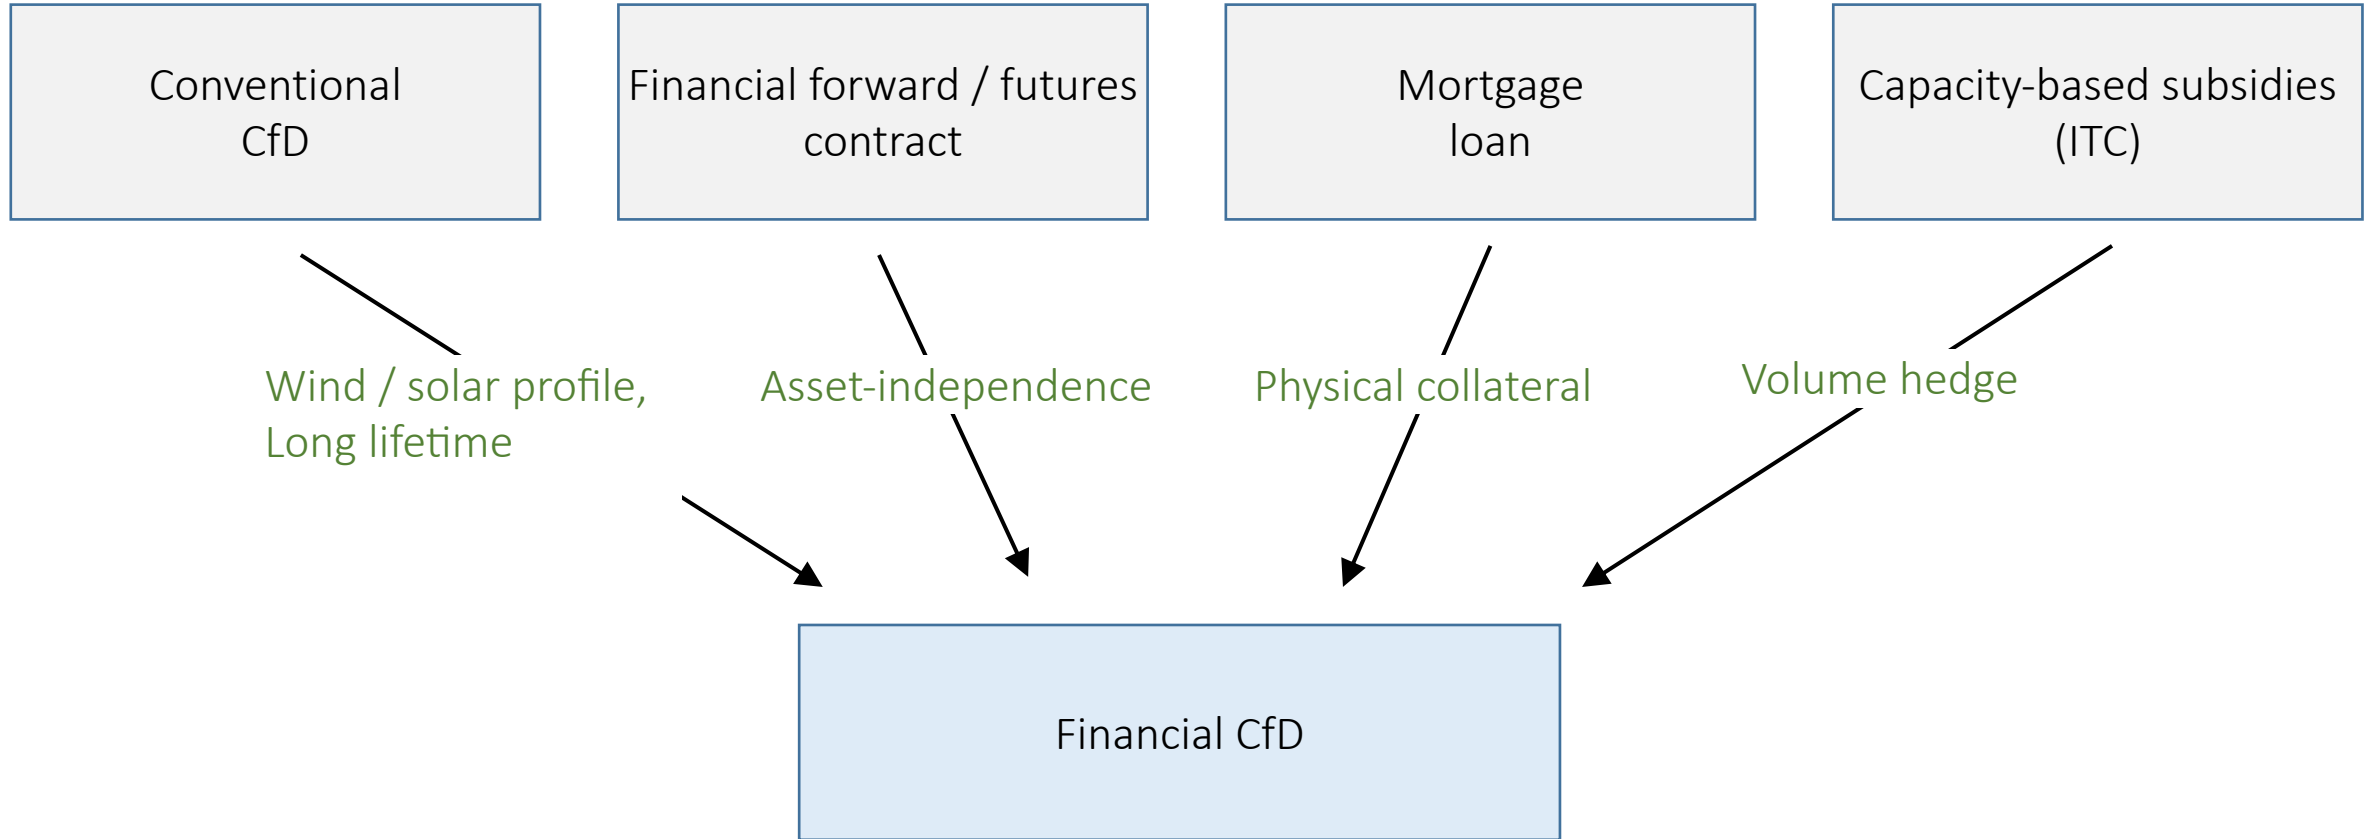 Conventional
CfD
Financial forward / futures
contract
Mortgage
loan
Capacity-based subsidies
(ITC)
Wind / solar profile,
Long lifetime
Asset-independence
Physical collateral
Volume hedge
Financial CfD